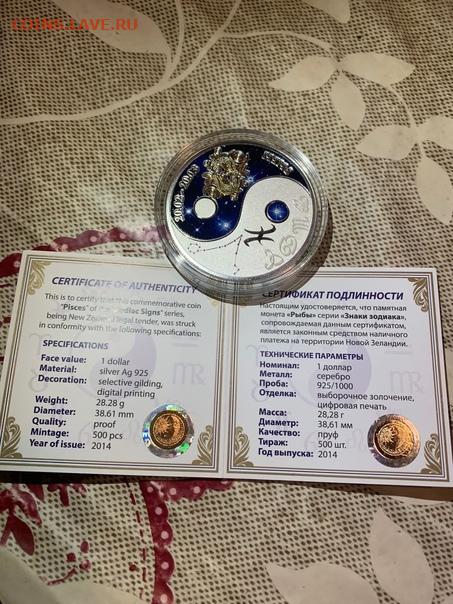 COINS.LAVE.RU
20.02-20.03
CERTIFICATE OF AUTHENTICITY
This is to certify that this commemorative coin
"Pisces" of the "Zodiac Signs" series,
being New Zealand legal tender, was struck
in conformity with the following specifications:
SPECIFICATIONS
Face value: 1 dollar
Material: silver Ag 925
Decoration: selective gilding,
digital printing
Weight: 28.28 g
Diameter: 38.61 mm
Quality: proof
Mintage: 500 pcs
Year of issue: 2014
СЕРТИФИКАТ ПОДЛИННОСТИ
Настоящим удостоверяется, что памятная
монета «Рыбы» серии «Знаки зодиака»,
сопровождаемая данным сертификатом,
является законным средством наличного
платежа на территории Новой Зеландии.
ТЕХНИЧЕСКИЕ ПАРАМЕТРЫ
Номинал: 1 доллар
Металл: серебро
Проба: 925/1000
Отделка: выборочное золочение,
цифровая печать
Масса: 28,28 г
Диаметр: 38,61 мм
Качество: пруф
Тираж: 500 шт.
Год выпуска: 2014